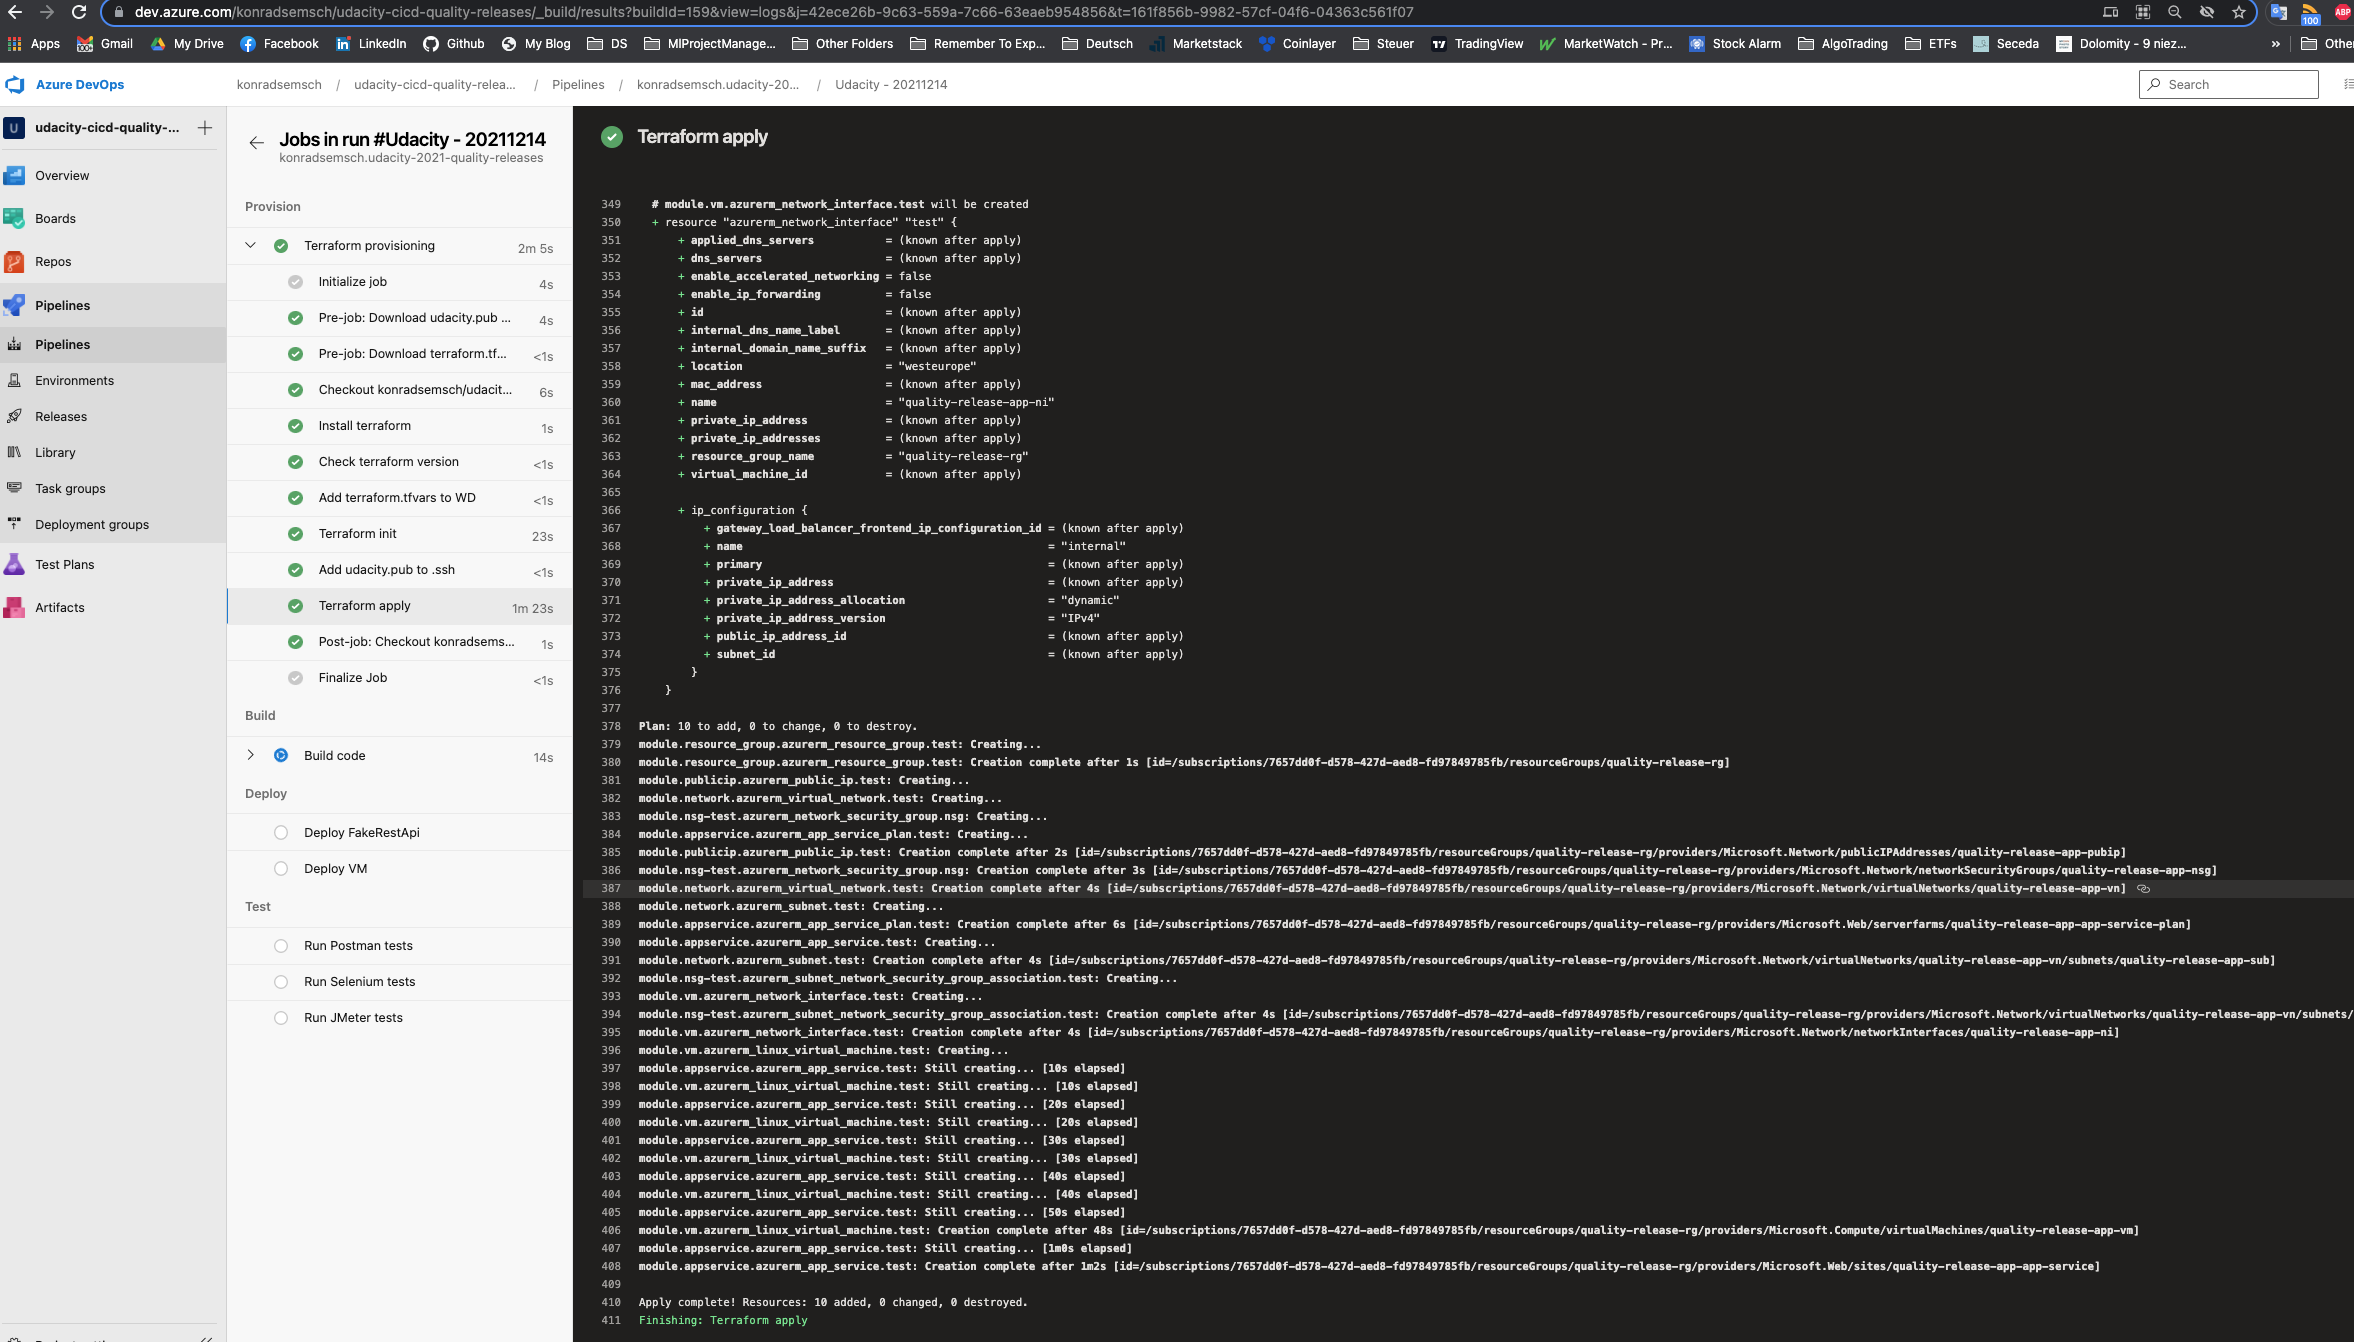 dev.azure.com/konradsemsch/udacity-cicd-quality-releases/_build/results?buildId=159&view=logs&j=42ece26b-9c63-559a-7c66-63eaeb954856&t=161f856b-9982-57cf-04f6-04363c561f07
100 ABP
Apps Gmail My Drive Facebook LinkedIn Github My Blog DS MlProjectManage... Other Folders Remember To Exp... Deutsch Marketstack Coinlayer Steuer TradingView MarketWatch - Pr... Stock Alarm AlgoTrading ETFs Seceda Dolomity - 9 niez... » Othe
Azure DevOps
konradsemsch / udacity-cicd-quality-relea... / Pipelines / konradsemsch.udacity-20... / Udacity - 20211214
Search
U udacity-cicd-quality-...
Overview
Boards
Repos
Pipelines
Pipelines
Environments
Releases
Library
Task groups
Deployment groups
Test Plans
Artifacts
Jobs in run #Udacity - 20211214
konradsemsch.udacity-2021-quality-releases
Provision
Terraform provisioning 2m 5s
Initialize job 4s
Pre-job: Download udacity.pub ... 4s
Pre-job: Download terraform.tf... <1s
Checkout konradsemsch/udacit... 6s
Install terraform 1s
Check terraform version <1s
Add terraform.tfvars to WD <1s
Terraform init 23s
Add udacity.pub to .ssh <1s
Terraform apply 1m 23s
Post-job: Checkout konradsems... 1s
Finalize Job <1s
Build
Build code 14s
Deploy
Deploy FakeRestApi
Deploy VM
Test
Run Postman tests
Run Selenium tests
Run JMeter tests
Terraform apply
349 # module.vm.azurerm_network_interface.test will be created
350 + resource "azurerm_network_interface" "test" {
351 + applied_dns_servers = (known after apply)
352 + dns_servers = (known after apply)
353 + enable_accelerated_networking = false
354 + enable_ip_forwarding = false
355 + id = (known after apply)
356 + internal_dns_name_label = (known after apply)
357 + internal_domain_name_suffix = (known after apply)
358 + location = "westeurope"
359 + mac_address = (known after apply)
360 + name = "quality-release-app-ni"
361 + private_ip_address = (known after apply)
362 + private_ip_addresses = (known after apply)
363 + resource_group_name = "quality-release-rg"
364 + virtual_machine_id = (known after apply)
365
366 + ip_configuration {
367 + gateway_load_balancer_frontend_ip_configuration_id = (known after apply)
368 + name = "internal"
369 + primary = (known after apply)
370 + private_ip_address = (known after apply)
371 + private_ip_address_allocation = "dynamic"
372 + private_ip_address_version = "IPv4"
373 + public_ip_address_id = (known after apply)
374 + subnet_id = (known after apply)
375 }
376 }
377
378 Plan: 10 to add, 0 to change, 0 to destroy.
379 module.resource_group.azurerm_resource_group.test: Creating...
380 module.resource_group.azurerm_resource_group.test: Creation complete after 1s [id=/subscriptions/7657dd0f-d578-427d-aed8-fd97849785fb/resourceGroups/quality-release-rg]
381 module.publicip.azurerm_public_ip.test: Creating...
382 module.network.azurerm_virtual_network.test: Creating...
383 module.nsg-test.azurerm_network_security_group.nsg: Creating...
384 module.appservice.azurerm_app_service_plan.test: Creating...
385 module.publicip.azurerm_public_ip.test: Creation complete after 2s [id=/subscriptions/7657dd0f-d578-427d-aed8-fd97849785fb/resourceGroups/quality-release-rg/providers/Microsoft.Network/publicIPAddresses/quality-release-app-pubip]
386 module.nsg-test.azurerm_network_security_group.nsg: Creation complete after 3s [id=/subscriptions/7657dd0f-d578-427d-aed8-fd97849785fb/resourceGroups/quality-release-rg/providers/Microsoft.Network/networkSecurityGroups/quality-release-app-nsg]
387 module.network.azurerm_virtual_network.test: Creation complete after 4s [id=/subscriptions/7657dd0f-d578-427d-aed8-fd97849785fb/resourceGroups/quality-release-rg/providers/Microsoft.Network/virtualNetworks/quality-release-app-vn]
388 module.network.azurerm_subnet.test: Creating...
389 module.appservice.azurerm_app_service_plan.test: Creation complete after 6s [id=/subscriptions/7657dd0f-d578-427d-aed8-fd97849785fb/resourceGroups/quality-release-rg/providers/Microsoft.Web/serverfarms/quality-release-app-app-service-plan]
390 module.appservice.azurerm_app_service.test: Creating...
391 module.network.azurerm_subnet.test: Creation complete after 4s [id=/subscriptions/7657dd0f-d578-427d-aed8-fd97849785fb/resourceGroups/quality-release-rg/providers/Microsoft.Network/virtualNetworks/quality-release-app-vn/subnets/quality-release-app-sub]
392 module.nsg-test.azurerm_subnet_network_security_group_association.test: Creating...
393 module.vm.azurerm_network_interface.test: Creating...
394 module.nsg-test.azurerm_subnet_network_security_group_association.test: Creation complete after 4s [id=/subscriptions/7657dd0f-d578-427d-aed8-fd97849785fb/resourceGroups/quality-release-rg/providers/Microsoft.Network/virtualNetworks/quality-release-app-vn/subnets/
395 module.vm.azurerm_network_interface.test: Creation complete after 4s [id=/subscriptions/7657dd0f-d578-427d-aed8-fd97849785fb/resourceGroups/quality-release-rg/providers/Microsoft.Network/networkInterfaces/quality-release-app-ni]
396 module.vm.azurerm_linux_virtual_machine.test: Creating...
397 module.appservice.azurerm_app_service.test: Still creating... [10s elapsed]
398 module.vm.azurerm_linux_virtual_machine.test: Still creating... [10s elapsed]
399 module.appservice.azurerm_app_service.test: Still creating... [20s elapsed]
400 module.vm.azurerm_linux_virtual_machine.test: Still creating... [20s elapsed]
401 module.appservice.azurerm_app_service.test: Still creating... [30s elapsed]
402 module.vm.azurerm_linux_virtual_machine.test: Still creating... [30s elapsed]
403 module.appservice.azurerm_app_service.test: Still creating... [40s elapsed]
404 module.vm.azurerm_linux_virtual_machine.test: Still creating... [40s elapsed]
405 module.appservice.azurerm_app_service.test: Still creating... [50s elapsed]
406 module.vm.azurerm_linux_virtual_machine.test: Creation complete after 48s [id=/subscriptions/7657dd0f-d578-427d-aed8-fd97849785fb/resourceGroups/quality-release-rg/providers/Microsoft.Compute/virtualMachines/quality-release-app-vm]
407 module.appservice.azurerm_app_service.test: Still creating... [1m0s elapsed]
408 module.appservice.azurerm_app_service.test: Creation complete after 1m2s [id=/subscriptions/7657dd0f-d578-427d-aed8-fd97849785fb/resourceGroups/quality-release-rg/providers/Microsoft.Web/sites/quality-release-app-app-service]
409
410 Apply complete! Resources: 10 added, 0 changed, 0 destroyed.
411 Finishing: Terraform apply